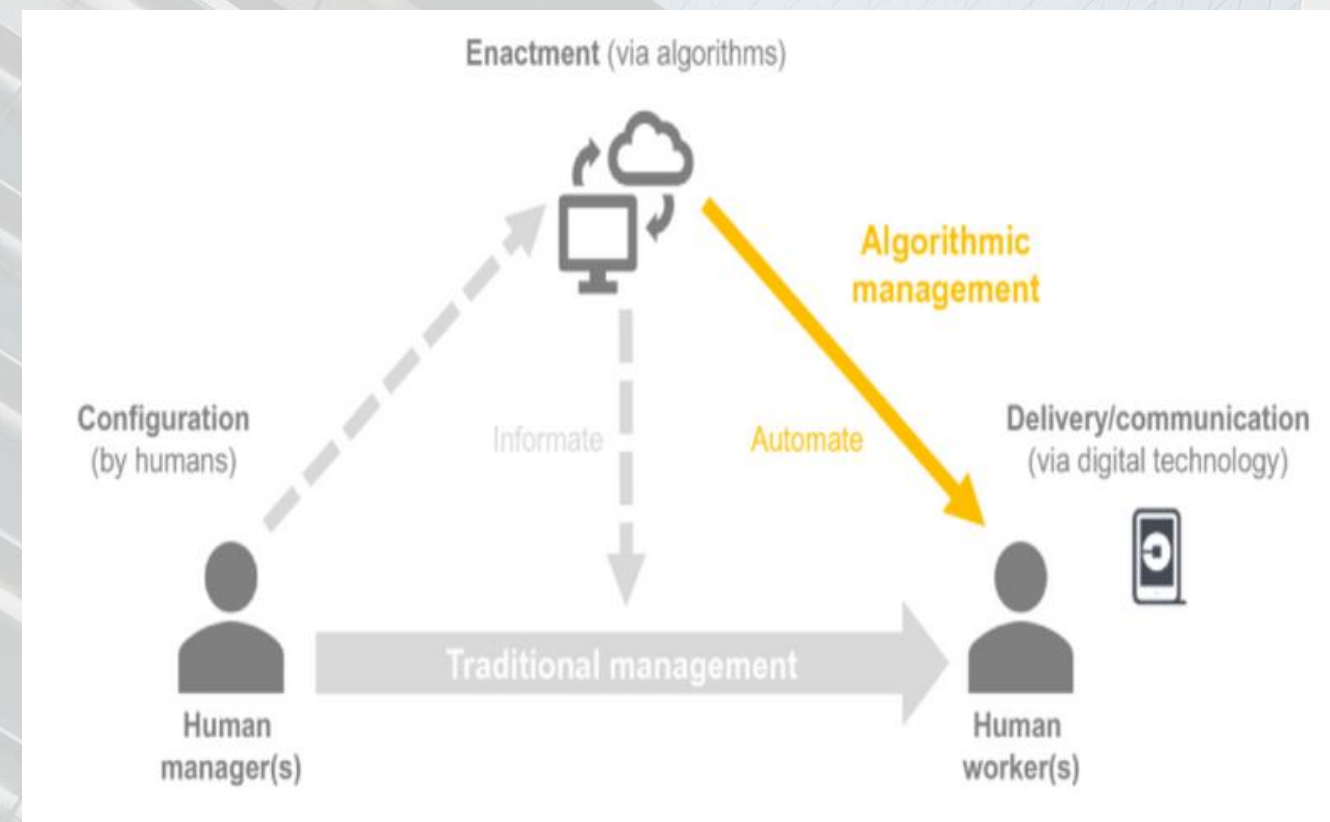 Enactment (via algorithms)
Algorithmic
management
Configuration
(by humans)
Informate
Automate
Delivery/communication
(via digital technology)
Traditional management
Human
manager(s)
Human
worker(s)